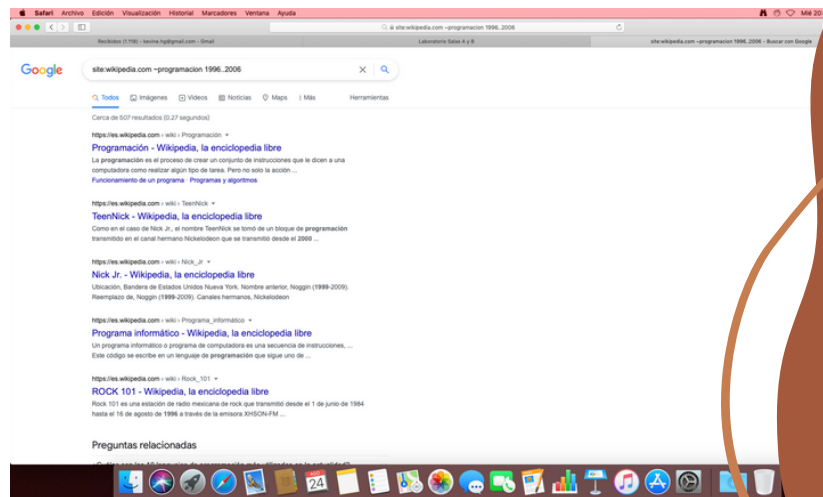 Safari Archivo Edición Visualización Historial Marcadores Ventana Ayuda
Mié 20
site:wikipedia.com ~programacion 1996..2006
Recibidos (1.116) - kevine.hg@gmail.com - Gmail
Laboratorio Salas A y B
site:wikipedia.com ~programacion 1996..2006 - Buscar con Google
Google
site:wikipedia.com ~programacion 1996..2006
Todos Imágenes Videos Noticias Maps Más Herramientas
Cerca de 507 resultados (0.27 segundos)
https://es.wikipedia.com › wiki › Programación
Programación - Wikipedia, la enciclopedia libre
La programación es el proceso de crear un conjunto de instrucciones que le dicen a una
computadora como realizar algún tipo de tarea. Pero no solo la acción ...
Funcionamiento de un programa · Programas y algoritmos
https://es.wikipedia.com › wiki › TeenNick
TeenNick - Wikipedia, la enciclopedia libre
Como en el caso de Nick Jr., el nombre TeenNick se tomó de un bloque de programación
transmitido en el canal hermano Nickelodeon que se transmitió desde el 2000 ...
https://es.wikipedia.com › wiki › Nick_Jr
Nick Jr. - Wikipedia, la enciclopedia libre
Ubicación, Bandera de Estados Unidos Nueva York. Nombre anterior, Noggin (1999-2009).
Reemplazo de, Noggin (1999-2009). Canales hermanos, Nickelodeon
https://es.wikipedia.com › wiki › Programa_informático
Programa informático - Wikipedia, la enciclopedia libre
Un programa informático o programa de computadora es una secuencia de instrucciones, ...
Este código se escribe en un lenguaje de programación que sigue uno de ...
https://es.wikipedia.com › wiki › Rock_101
ROCK 101 - Wikipedia, la enciclopedia libre
Rock 101 es una estación de radio mexicana de rock que transmitió desde el 1 de junio de 1984
hasta el 16 de agosto de 1996 a través de la emisora XHSON-FM ...
Preguntas relacionadas
AGO
24